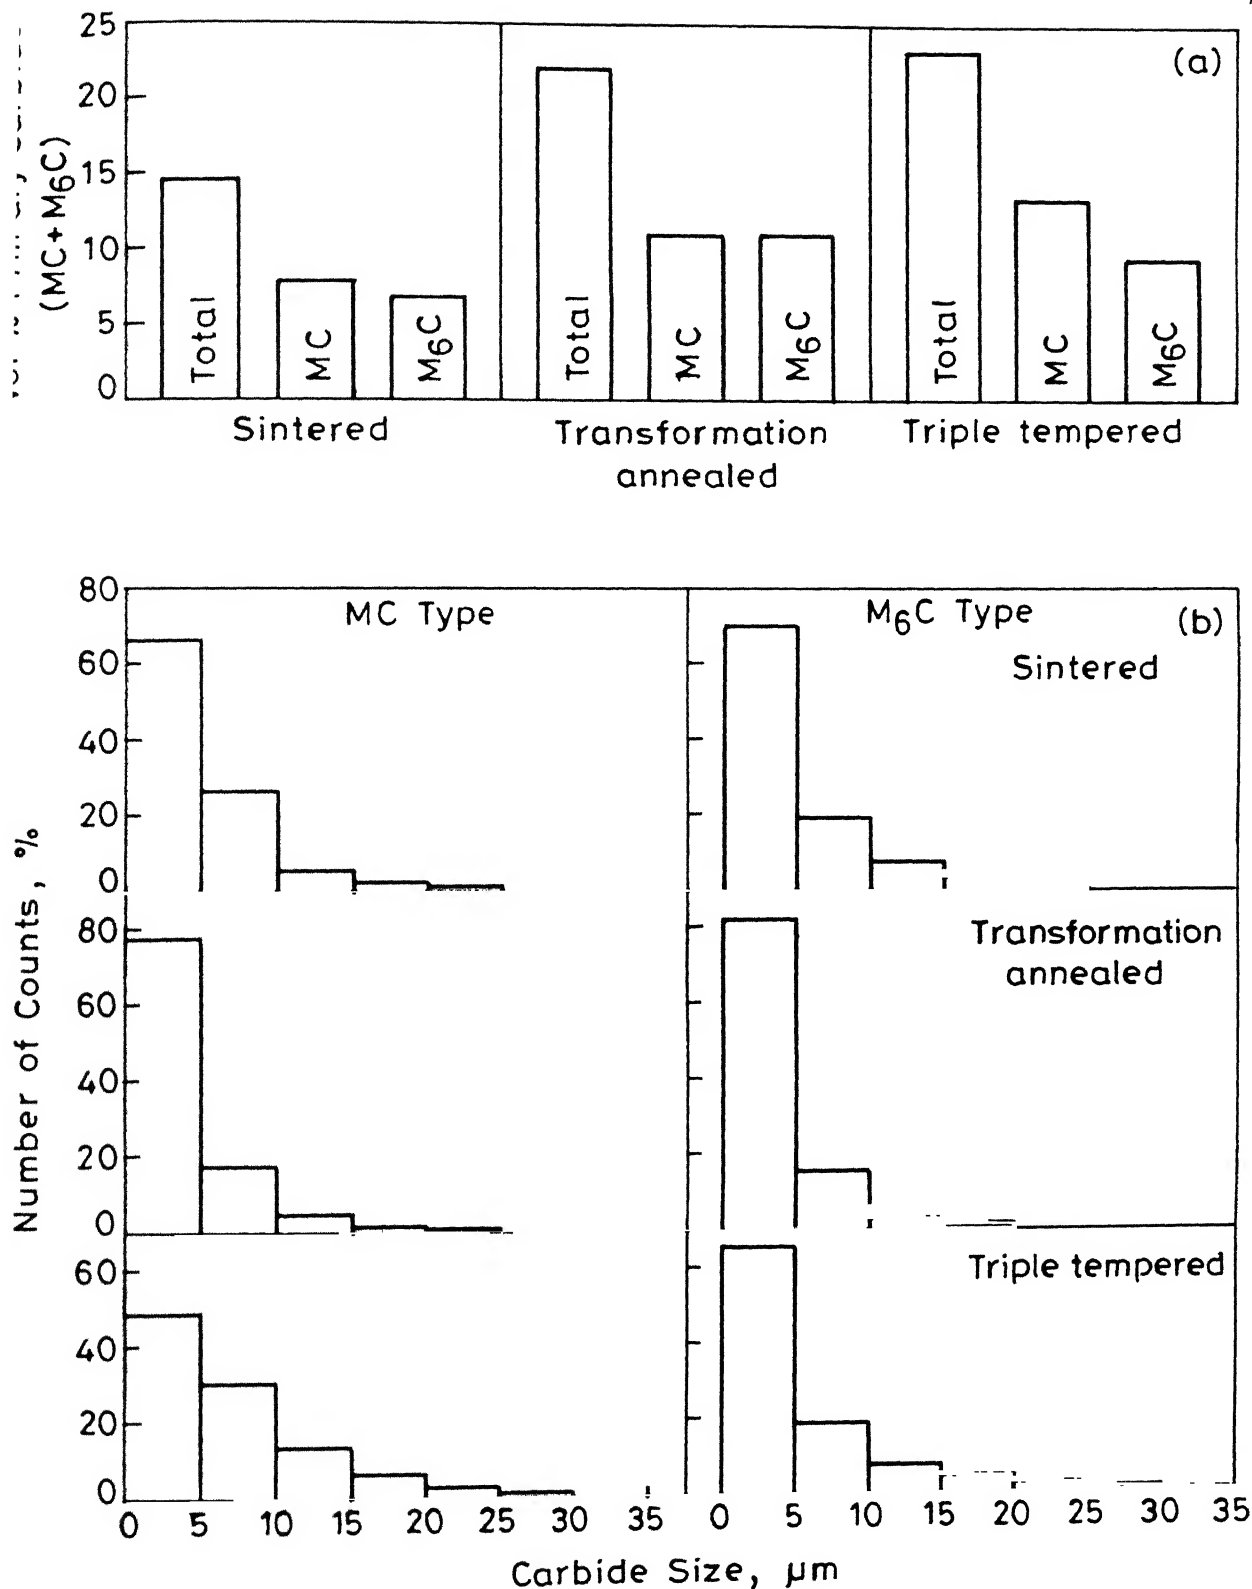 (a)
(MC+M₆C)
25
20
15
10
5
0
Total
MC
M₆C
Total
MC
M₆C
Total
MC
M₆C
Sintered
Transformation
annealed
Triple tempered
MC Type
M₆C Type
(b)
Sintered
Transformation
annealed
Triple tempered
Number of Counts, %
80
60
40
20
0
80
60
40
20
0
60
40
20
0
0 5 10 15 20 25 30 35
0 5 10 15 20 25 30 35
Carbide Size, μm